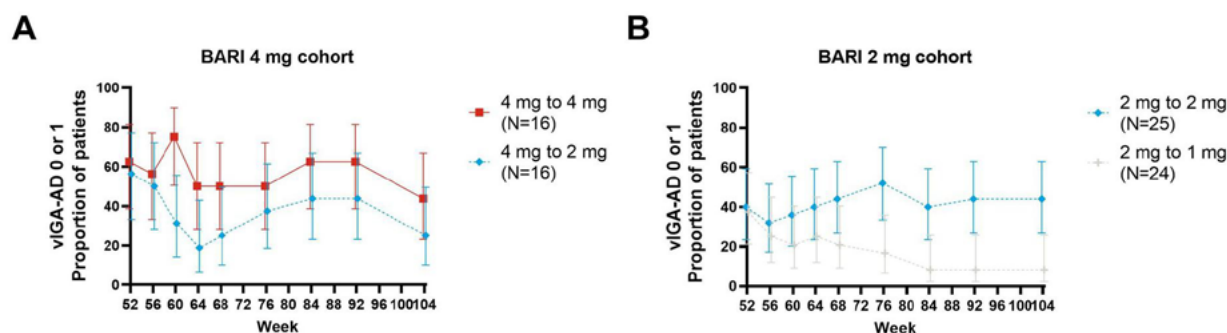 A
BARI 4 mg cohort
vIGA-AD 0 or 1
Proportion of patients
100
80
60
40
20
0
52 56 60 64 68 72 76 80 84 88 92 96 100 104
Week
4 mg to 4 mg
(N=16)
4 mg to 2 mg
(N=16)
B
BARI 2 mg cohort
vIGA-AD 0 or 1
Proportion of patients
100
80
60
40
20
0
52 56 60 64 68 72 76 80 84 88 92 96 100 104
Week
2 mg to 2 mg
(N=25)
2 mg to 1 mg
(N=24)